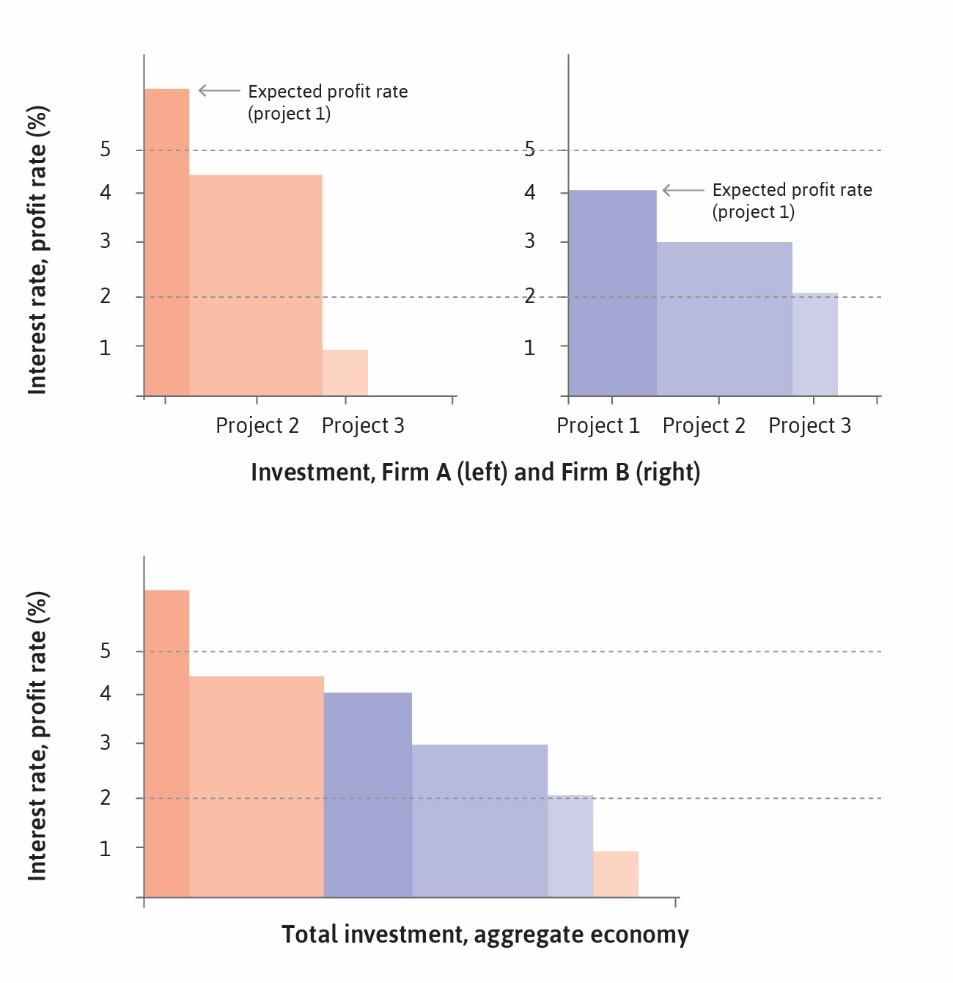 Interest rate, profit rate (%)
5
4
3
2
1
Expected profit rate
(project 1)
Project 2
Project 3
5
4
3
2
1
Expected profit rate
(project 1)
Project 1
Project 2
Project 3
Investment, Firm A (left) and Firm B (right)
Interest rate, profit rate (%)
5
4
3
2
1
Total investment, aggregate economy